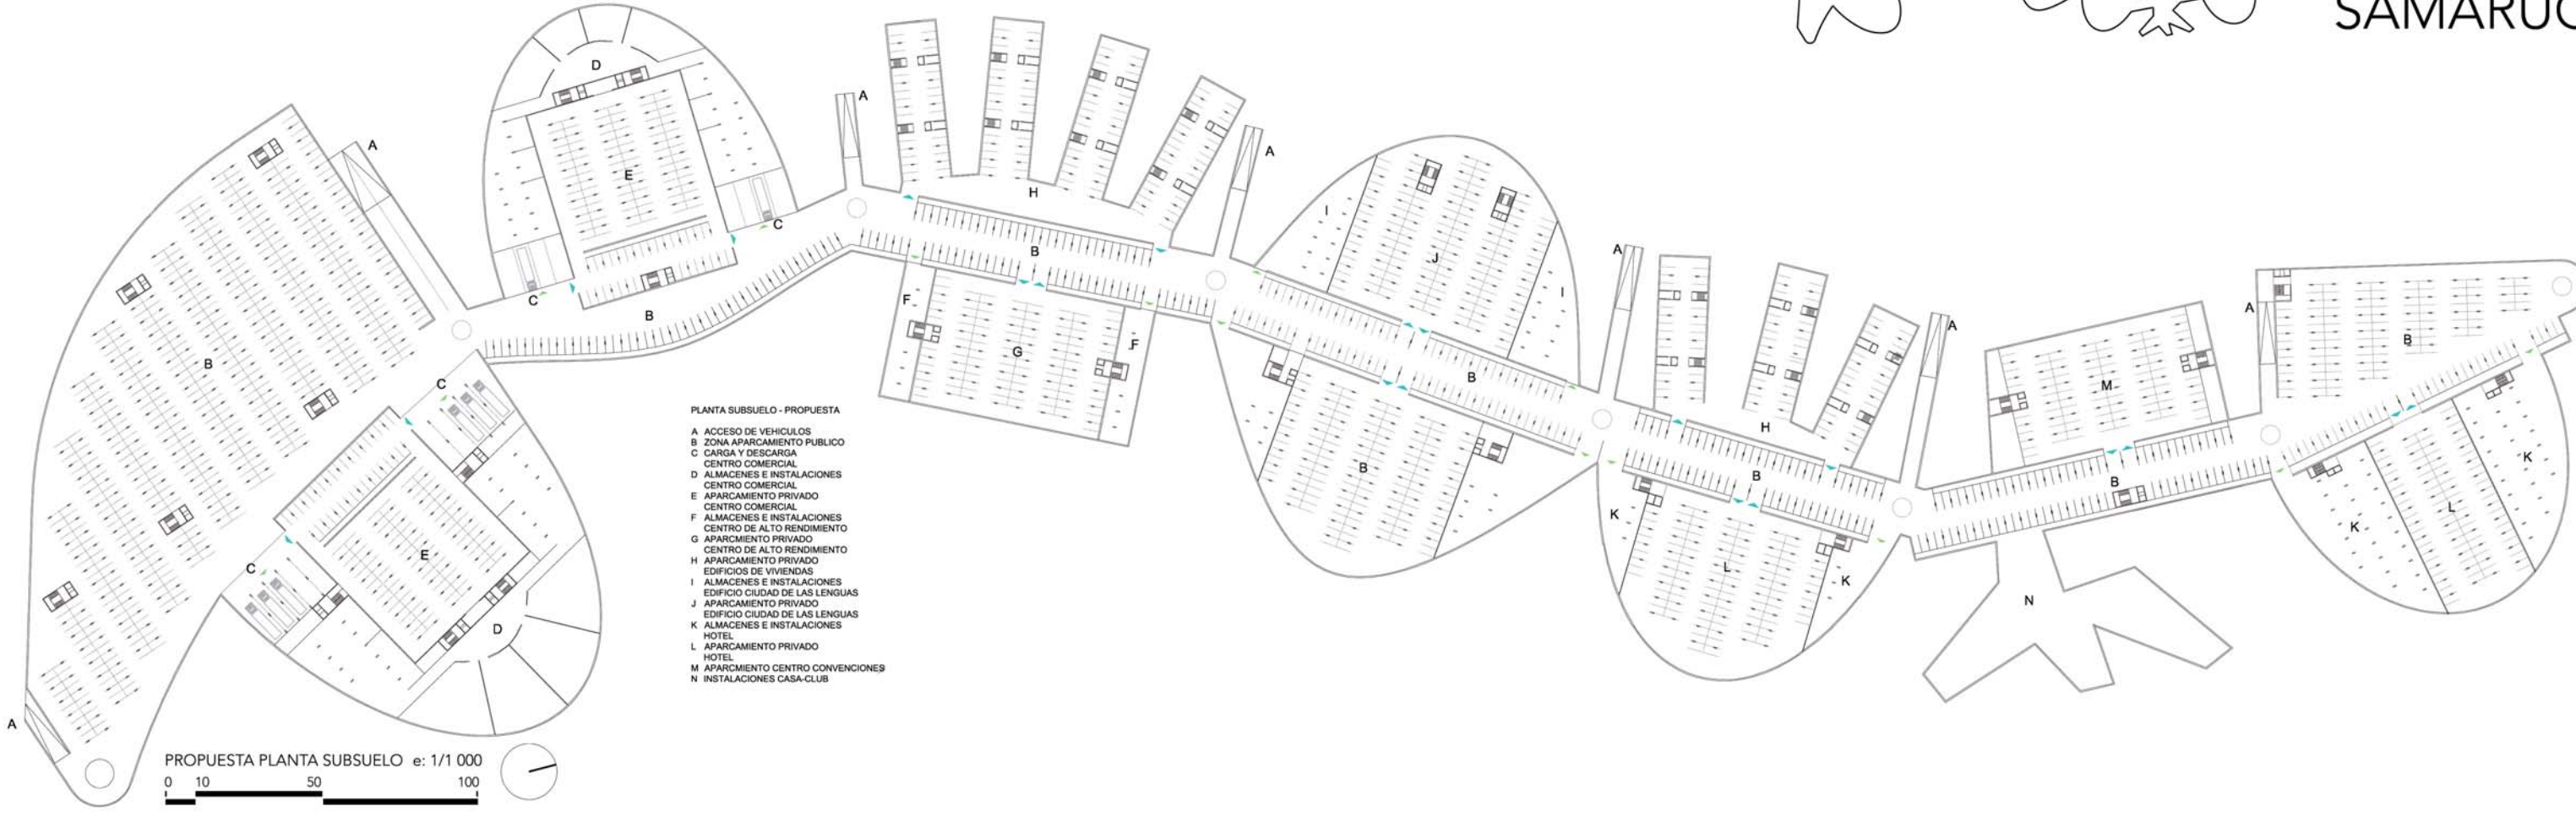 SAMARUC
A
D
A
E
A
H
I
J
C
B
I
C
B
B
F
G
F
B
A
H
A
A
M
B
C
B
B
K
B
K
L
K
K
L
K
B
E
C
D
N
A
PLANTA SUBSUELO - PROPUESTA
A ACCESO DE VEHICULOS
B ZONA APARCAMIENTO PUBLICO
C CARGA Y DESCARGA
CENTRO COMERCIAL
D ALMACENES E INSTALACIONES
CENTRO COMERCIAL
E APARCAMIENTO PRIVADO
CENTRO COMERCIAL
F ALMACENES E INSTALACIONES
CENTRO DE ALTO RENDIMIENTO
G APARCMIENTO PRIVADO
CENTRO DE ALTO RENDIMIENTO
H APARCAMIENTO PRIVADO
EDIFICIOS DE VIVIENDAS
I ALMACENES E INSTALACIONES
EDIFICIO CIUDAD DE LAS LENGUAS
J APARCAMIENTO PRIVADO
EDIFICIO CIUDAD DE LAS LENGUAS
K ALMACENES E INSTALACIONES
HOTEL
L APARCAMIENTO PRIVADO
HOTEL
M APARCMIENTO CENTRO CONVENCIONES
N INSTALACIONES CASA-CLUB
PROPUESTA PLANTA SUBSUELO e: 1/1 000
0 10 50 100